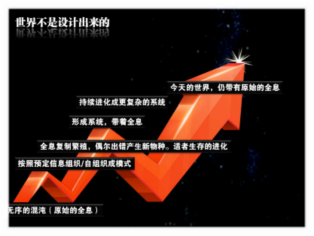 世界不是设计出来的
今天的世界，仍带有原始的全息
持续进化成更复杂的系统
形成系统，带着全息
全息复制繁殖，偶尔出错产生新物种。适者生存的进化
按照预定信息组织/自组织成模式
无序的混沌（原始的全息）